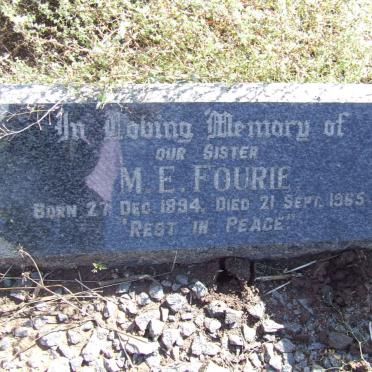 In Loving Memory of
OUR SISTER
M. E. FOURIE
BORN 27 DEC. 1894, DIED 21 SEPT. 1965
"REST IN PEACE"